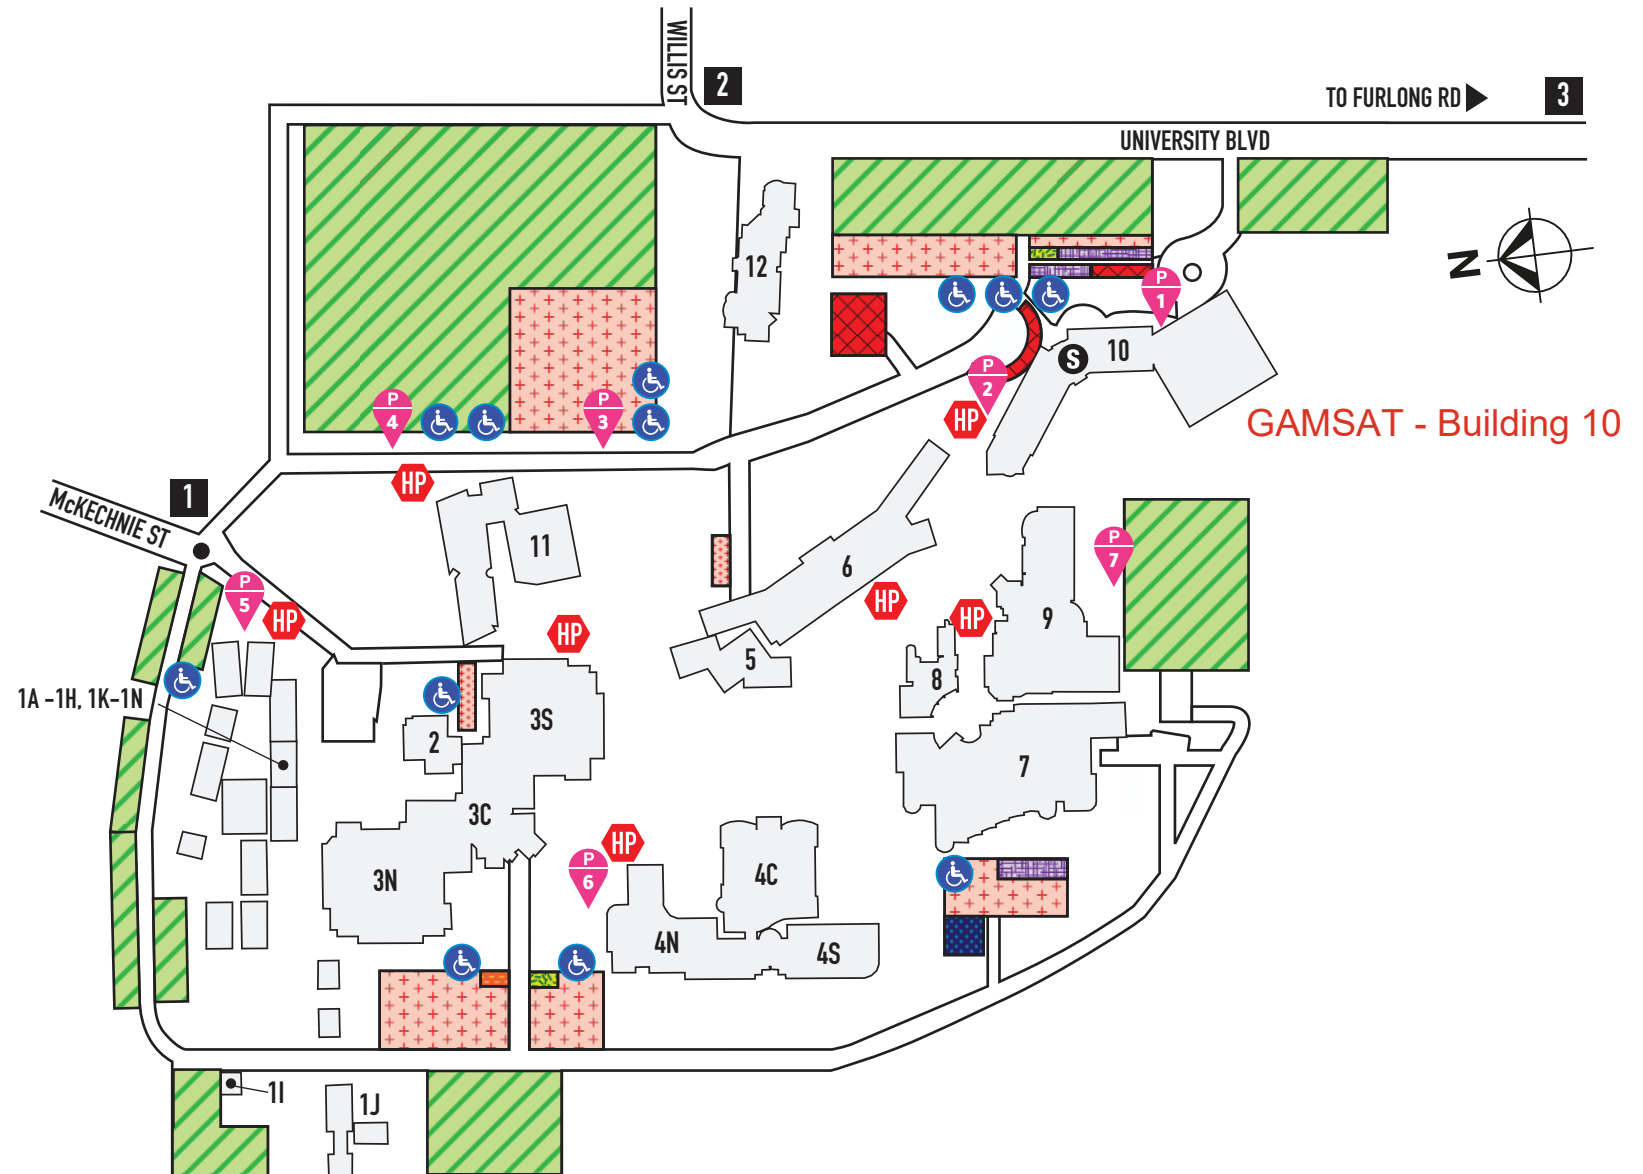 WILLIS ST
2
TO FURLONG RD
3
UNIVERSITY BLVD
N
12
P
1
S
10
P
2
HP
GAMSAT - Building 10
P
4
P
3
HP
1
McKECHNIE ST
11
6
P
7
P
5
HP
HP
HP
HP
9
5
8
1A -1H, 1K-1N
2
3S
7
3C
HP
P
6
3N
4C
4N
4S
1I
1J